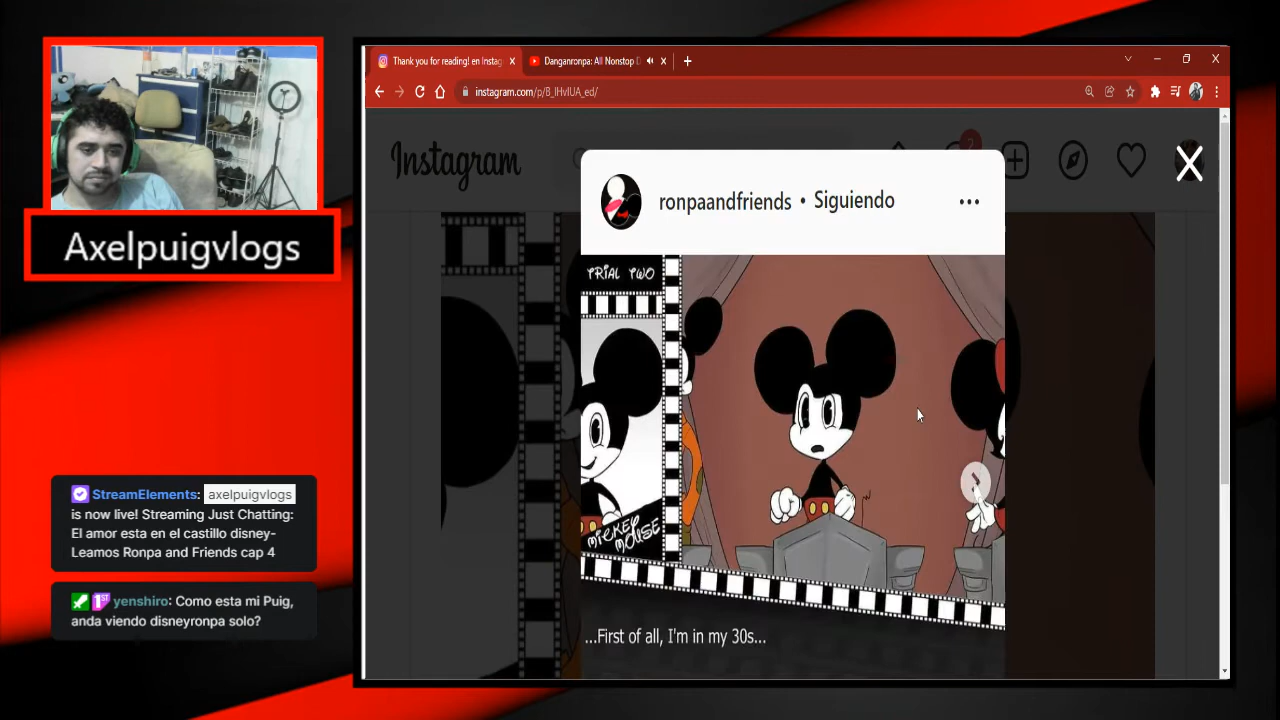 Axelpuigvlogs
StreamElements: axelpuigvlogs
is now live! Streaming Just Chatting:
El amor esta en el castillo disney-
Leamos Ronpa and Friends cap 4
yenshiro: Como esta mi Puig,
anda viendo disneyronpa solo?
Thank you for reading! en Instag
Danganronpa: All Nonstop D
instagram.com/p/B_lHvIUA_ed/
Instagram
2
ronpaandfriends • Siguiendo
TRIAL TWO
MICKEY
MOUSE
...First of all, I'm in my 30s...